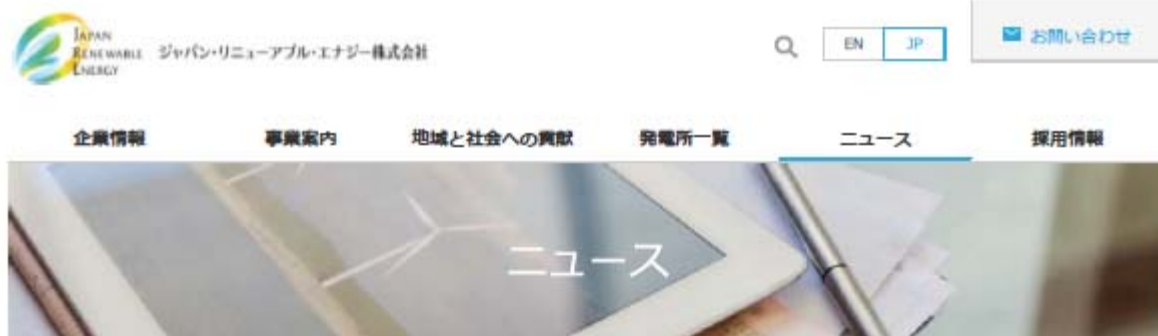 JAPAN
RENEWABLE
ENERGY
ジャパン・リニューアブル・エナジー株式会社
EN JP
お問い合わせ
企業情報 事業案内 地域と社会への貢献 発電所一覧 ニュース 採用情報
ニュース